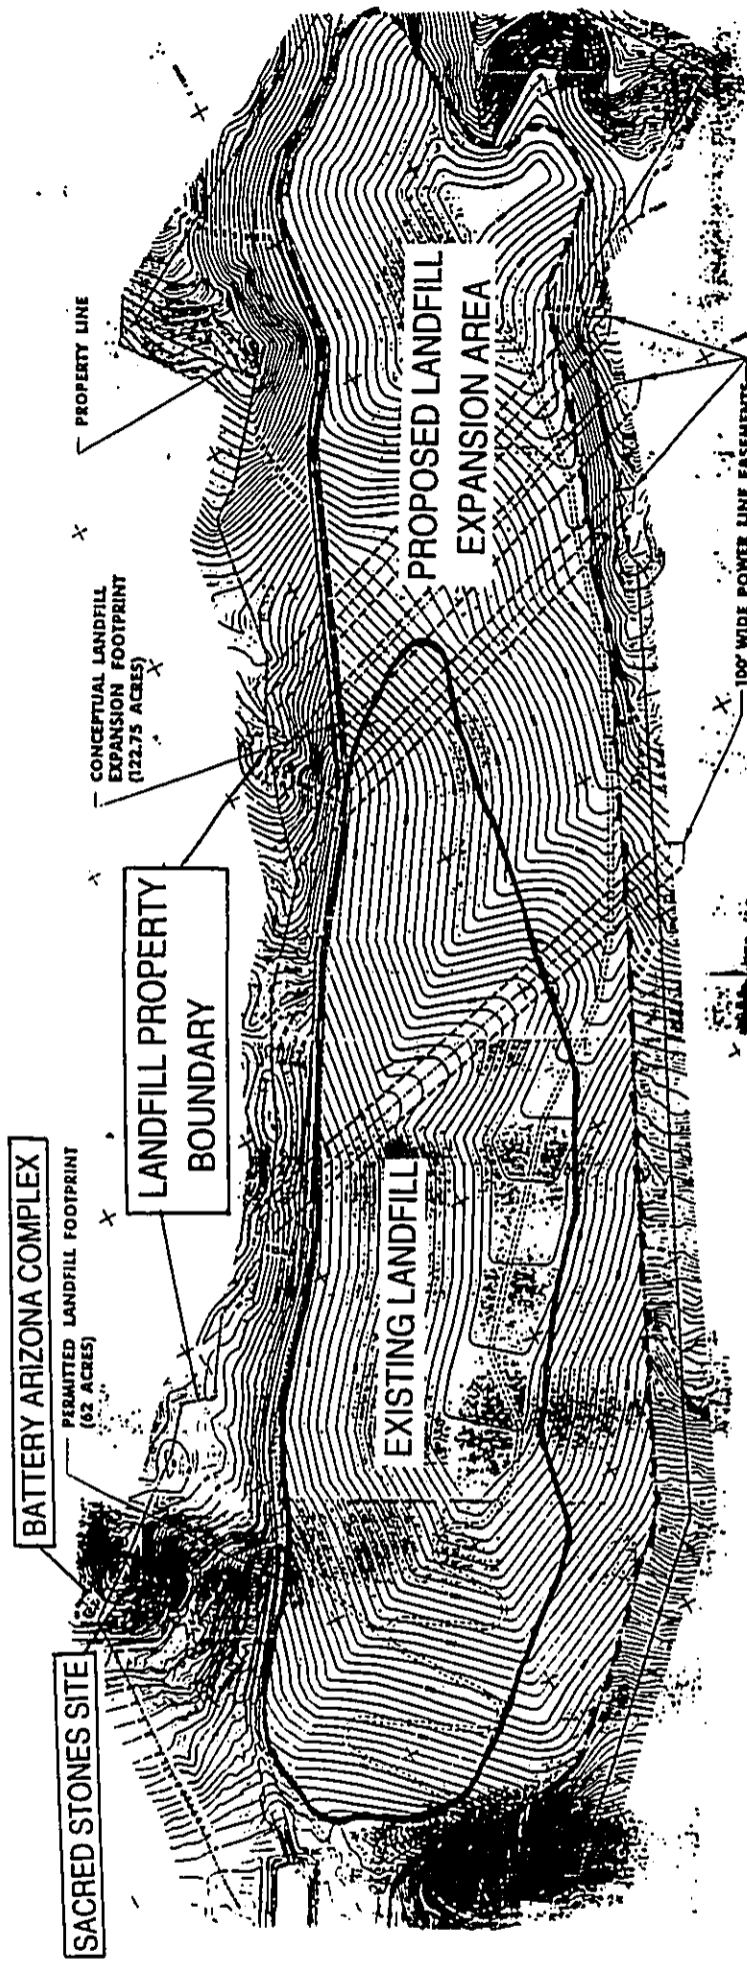 SACRED STONES SITE
BATTERY ARIZONA COMPLEX
PERMITTED LANDFILL FOOTPRINT
(62 ACRES)
LANDFILL PROPERTY
BOUNDARY
CONCEPTUAL LANDFILL
EXPANSION FOOTPRINT
(122.75 ACRES)
PROPERTY LINE
EXISTING LANDFILL
PROPOSED LANDFILL
EXPANSION AREA
100' WIDE POWER LINE EASEMENTS